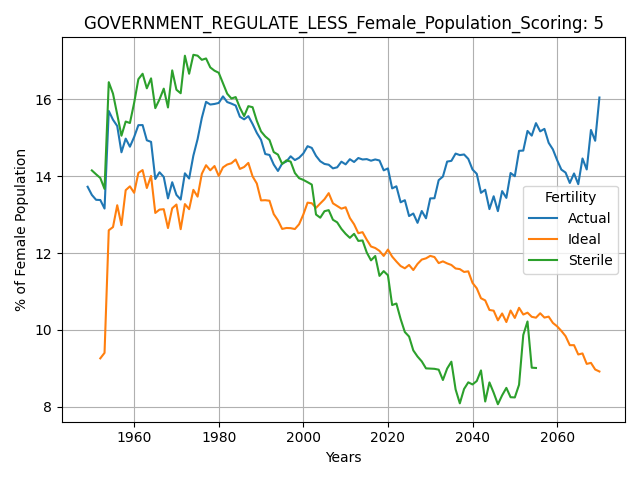 GOVERNMENT_REGULATE_LESS_Female_Population_Scoring: 5
% of Female Population
16
14
12
10
8
Fertility
Actual
Ideal
Sterile
1960 1980 2000 2020 2040 2060
Years